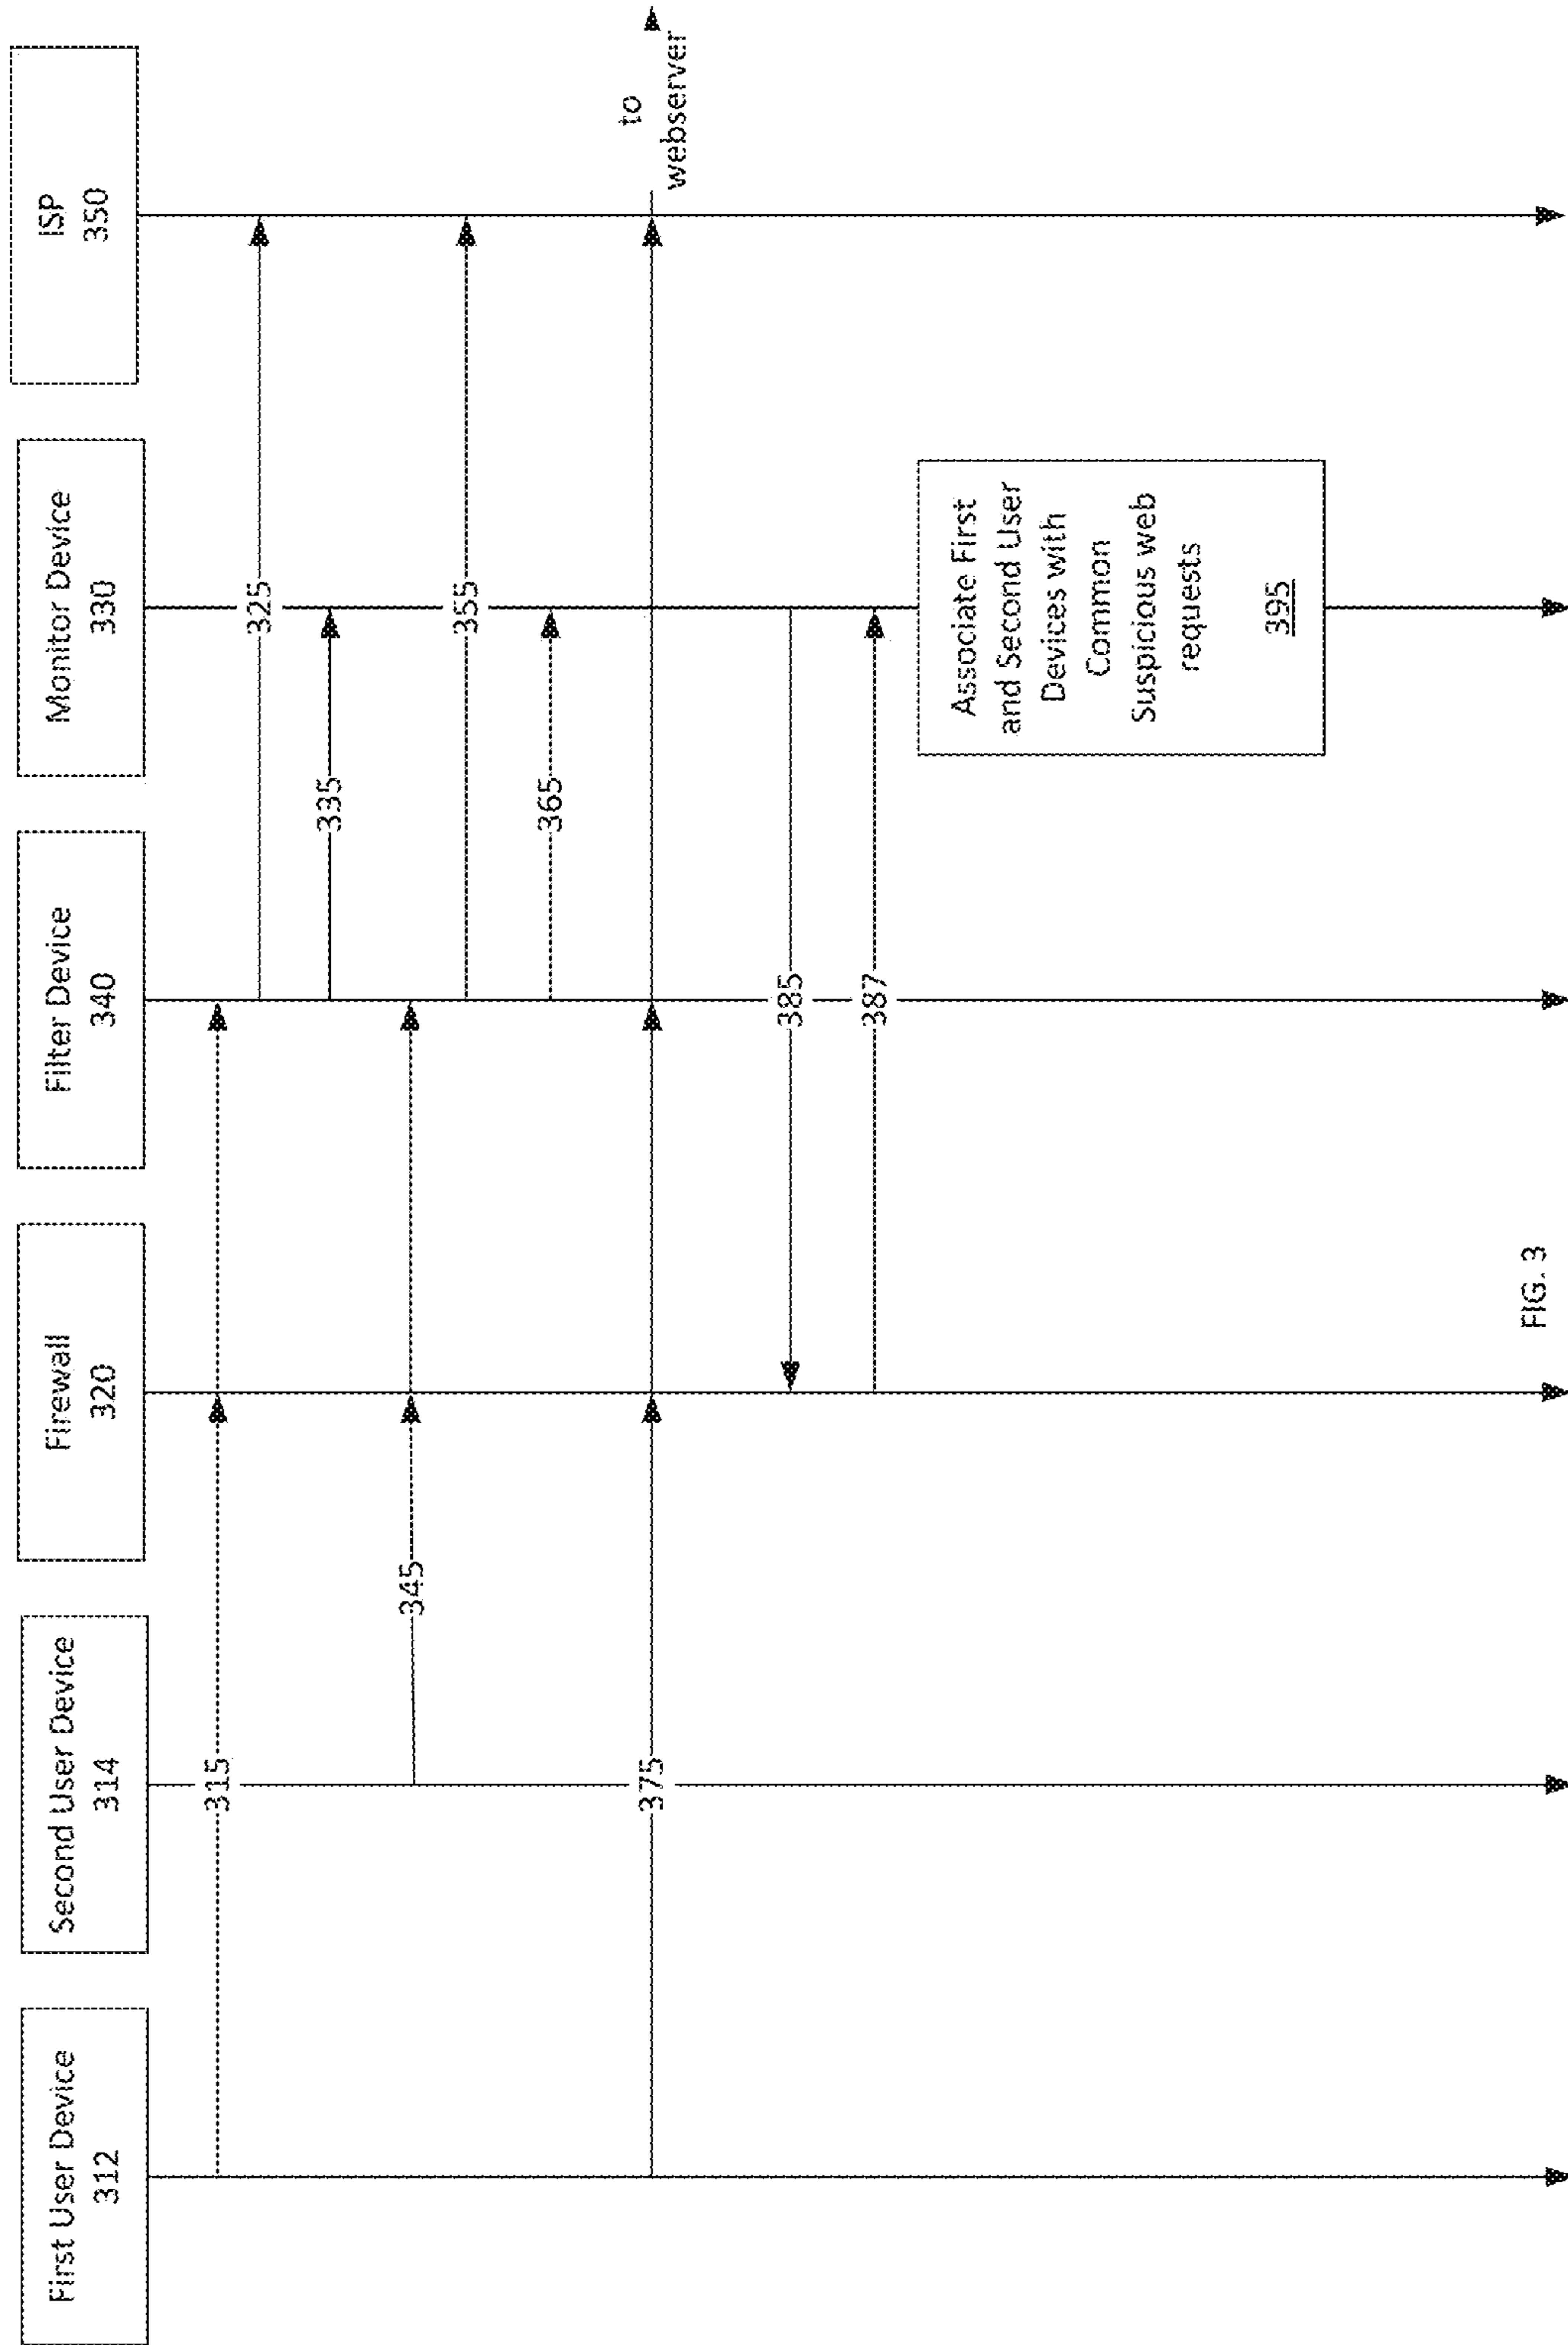 First User Device
312
Second User Device
314
Firewall
320
Filter Device
340
Monitor Device
330
ISP
350
315
325
335
345
355
365
375
to
webserver
385
387
Associate First
and Second User
Devices with
Common
Suspicious web
requests
395
FIG. 3